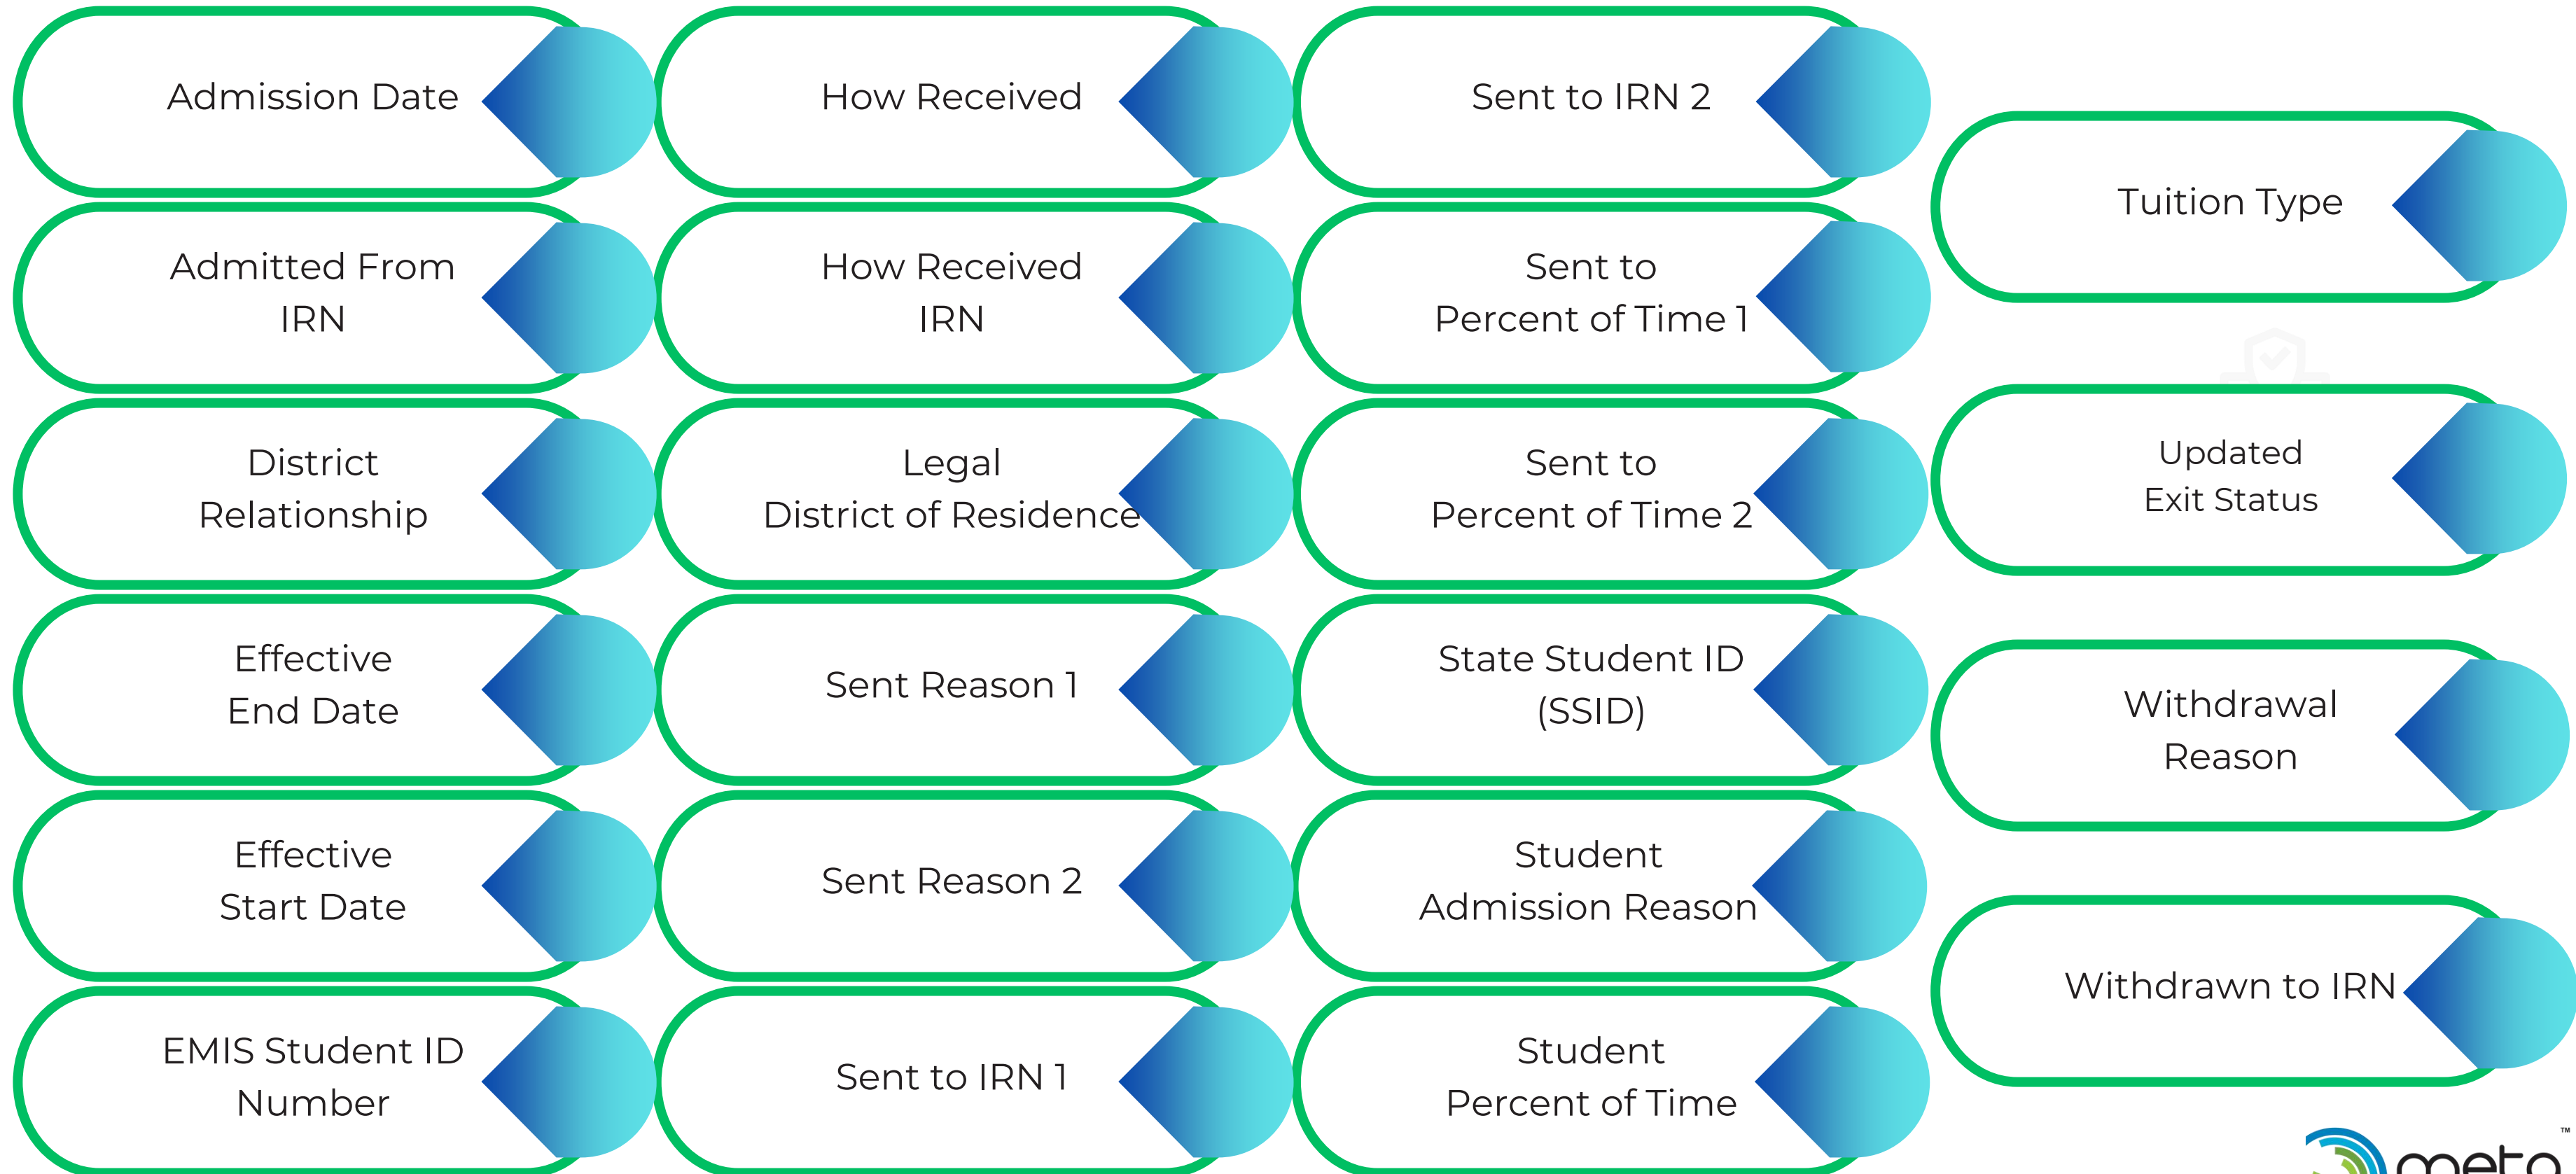 Admission Date
Admitted From
IRN
District
Relationship
Effective
End Date
Effective
Start Date
EMIS Student ID
Number
How Received
How Received
IRN
Legal
District of Residence
Sent Reason 1
Sent Reason 2
Sent to IRN 1
Sent to IRN 2
Sent to
Percent of Time 1
Sent to
Percent of Time 2
State Student ID
(SSID)
Student
Admission Reason
Student
Percent of Time
Tuition Type
Updated
Exit Status
Withdrawal
Reason
Withdrawn to IRN
meta
TM